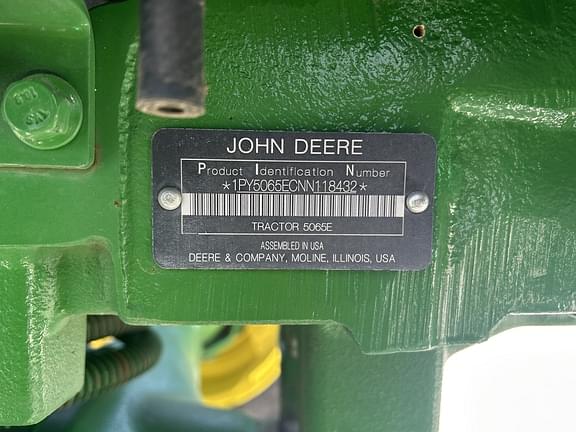 JOHN DEERE
Product Identification Number
*1PY5065ECNN118432*
TRACTOR 5065E
ASSEMBLED IN USA
DEERE & COMPANY, MOLINE, ILLINOIS, USA